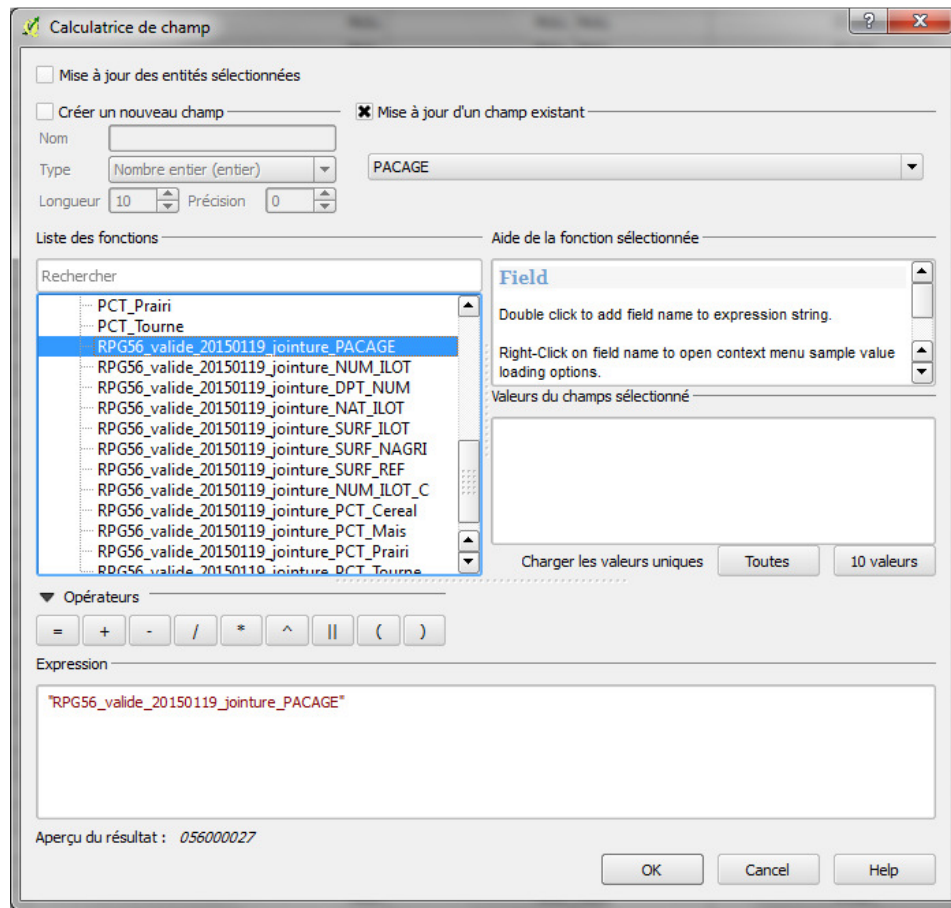 Calculatrice de champ
Mise à jour des entités sélectionnées
Créer un nouveau champ
Mise à jour d'un champ existant
Nom
Type Nombre entier (entier)
PACAGE
Longueur 10 Précision 0
Liste des fonctions
Aide de la fonction sélectionnée
Rechercher
PCT_Prairi
PCT_Tourne
RPG56_valide_20150119_jointure_PACAGE
RPG56_valide_20150119_jointure_NUM_ILOT
RPG56_valide_20150119_jointure_DPT_NUM
RPG56_valide_20150119_jointure_NAT_ILOT
RPG56_valide_20150119_jointure_SURF_ILOT
RPG56_valide_20150119_jointure_SURF_NAGRI
RPG56_valide_20150119_jointure_SURF_REF
RPG56_valide_20150119_jointure_NUM_ILOT_C
RPG56_valide_20150119_jointure_PCT_Cereal
RPG56_valide_20150119_jointure_PCT_Mais
RPG56_valide_20150119_jointure_PCT_Prairi
RPG56_valide_20150119_jointure_PCT_Tourne
Field
Double click to add field name to expression string.
Right-Click on field name to open context menu sample value
loading options.
Valeurs du champs sélectionné
Charger les valeurs uniques Toutes 10 valeurs
Opérateurs
= + - / * ^ || ( )
Expression
"RPG56_valide_20150119_jointure_PACAGE"
Aperçu du résultat : 056000027
OK Cancel Help